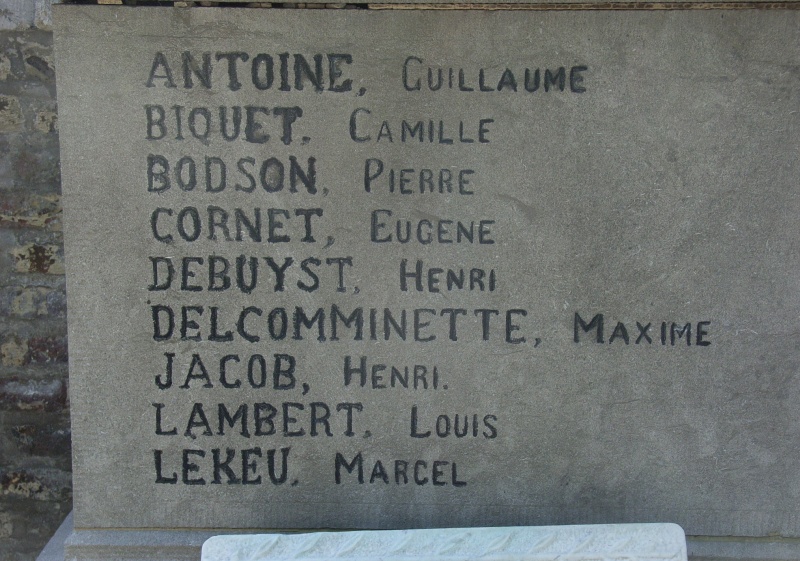 ANTOINE, GUILLAUME
BIQUET, CAMILLE
BODSON, PIERRE
CORNET, EUGENE
DEBUYST, HENRI
DELCOMMINETTE, MAXIME
JACOB, HENRI.
LAMBERT, LOUIS
LEKEU, MARCEL